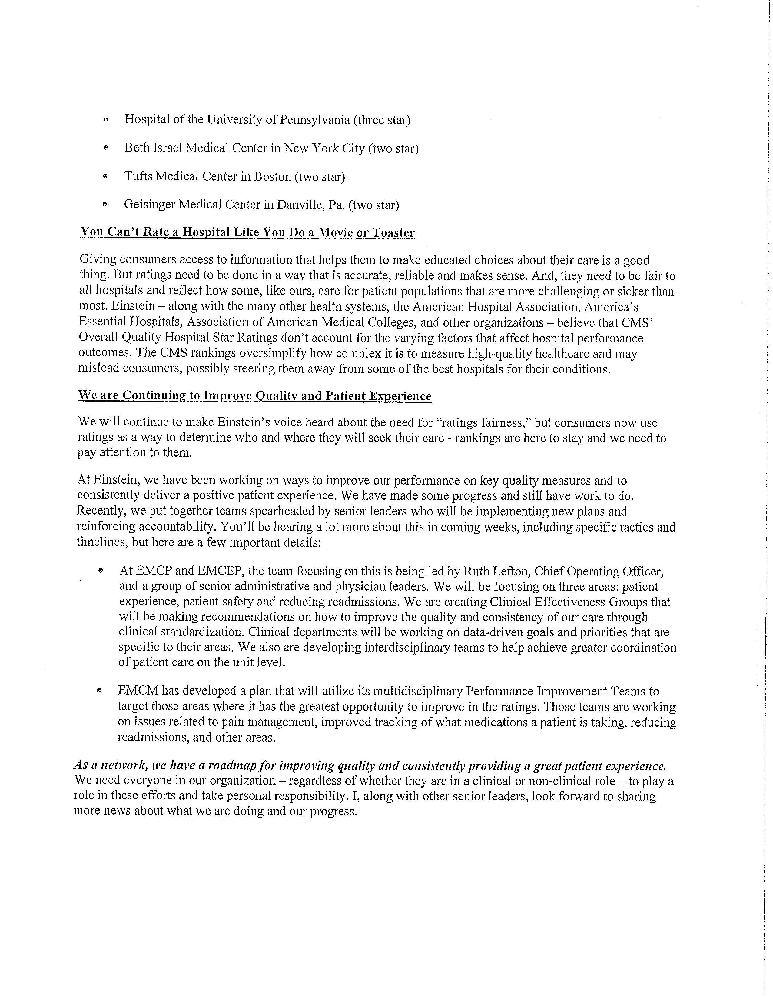 • Hospital of the University of Pennsylvania (three star)
• Beth Israel Medical Center in New York City (two star)
• Tufts Medical Center in Boston (two star)
• Geisinger Medical Center in Danville, Pa. (two star)
You Can't Rate a Hospital Like You Do a Movie or Toaster
Giving consumers access to information that helps them to make educated choices about their care is a good
thing. But ratings need to be done in a way that is accurate, reliable and makes sense. And, they need to be fair to
all hospitals and reflect how some, like ours, care for patient populations that are more challenging or sicker than
most. Einstein – along with the many other health systems, the American Hospital Association, America's
Essential Hospitals, Association of American Medical Colleges, and other organizations – believe that CMS'
Overall Quality Hospital Star Ratings don't account for the varying factors that affect hospital performance
outcomes. The CMS rankings oversimplify how complex it is to measure high-quality healthcare and may
mislead consumers, possibly steering them away from some of the best hospitals for their conditions.
We are Continuing to Improve Quality and Patient Experience
We will continue to make Einstein's voice heard about the need for "ratings fairness," but consumers now use
ratings as a way to determine who and where they will seek their care - rankings are here to stay and we need to
pay attention to them.
At Einstein, we have been working on ways to improve our performance on key quality measures and to
consistently deliver a positive patient experience. We have made some progress and still have work to do.
Recently, we put together teams spearheaded by senior leaders who will be implementing new plans and
reinforcing accountability. You'll be hearing a lot more about this in coming weeks, including specific tactics and
timelines, but here are a few important details:
• At EMCP and EMCEP, the team focusing on this is being led by Ruth Lefton, Chief Operating Officer,
and a group of senior administrative and physician leaders. We will be focusing on three areas: patient
experience, patient safety and reducing readmissions. We are creating Clinical Effectiveness Groups that
will be making recommendations on how to improve the quality and consistency of our care through
clinical standardization. Clinical departments will be working on data-driven goals and priorities that are
specific to their areas. We also are developing interdisciplinary teams to help achieve greater coordination
of patient care on the unit level.
• EMCM has developed a plan that will utilize its multidisciplinary Performance Improvement Teams to
target those areas where it has the greatest opportunity to improve in the ratings. Those teams are working
on issues related to pain management, improved tracking of what medications a patient is taking, reducing
readmissions, and other areas.
As a network, we have a roadmap for improving quality and consistently providing a great patient experience.
We need everyone in our organization – regardless of whether they are in a clinical or non-clinical role – to play a
role in these efforts and take personal responsibility. I, along with other senior leaders, look forward to sharing
more news about what we are doing and our progress.